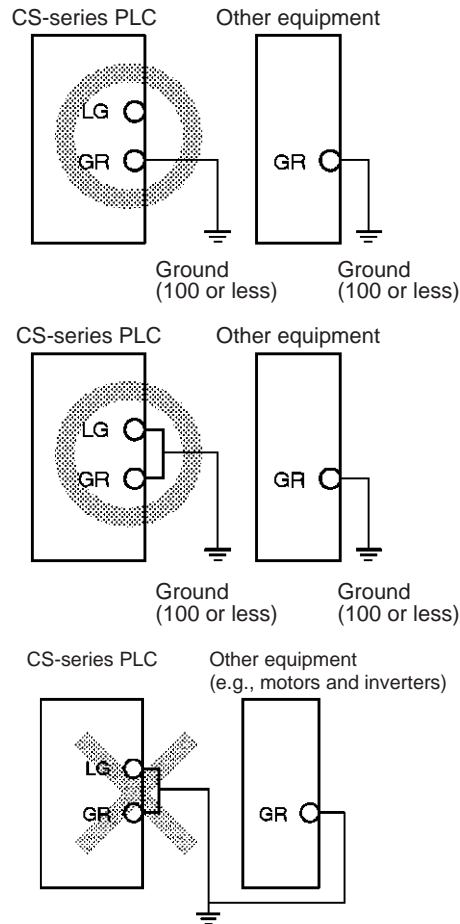 CS-series PLC Other equipment
LG
GR GR
Ground Ground
(100 or less) (100 or less)
CS-series PLC Other equipment
LG
GR GR
Ground Ground
(100 or less) (100 or less)
CS-series PLC Other equipment
(e.g., motors and inverters)
LG
GR GR